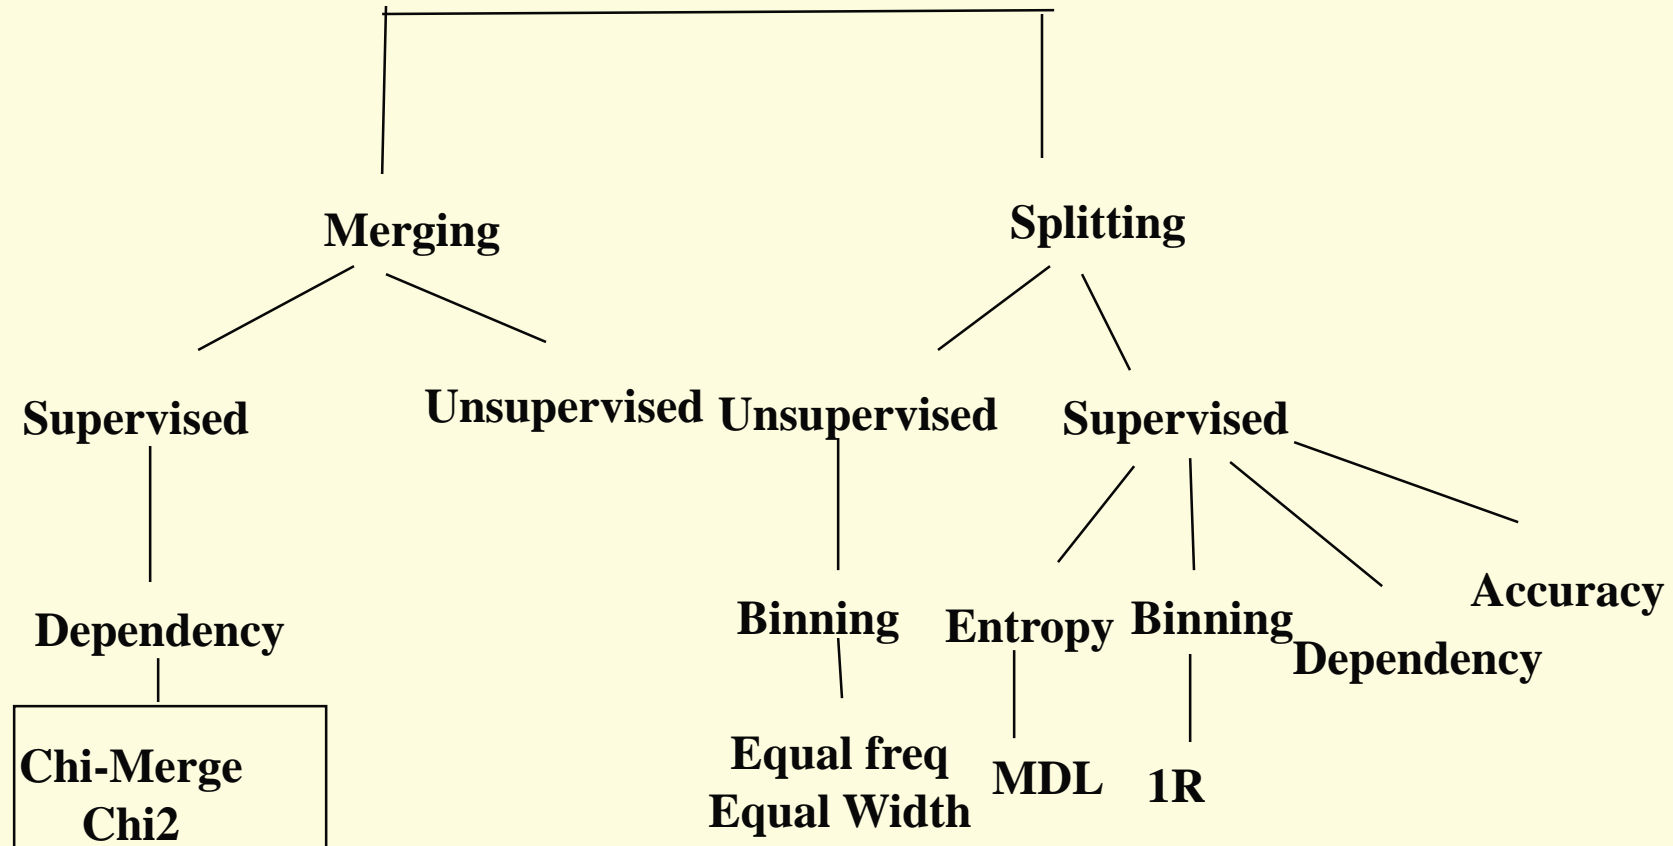 Merging
Splitting
Supervised
Unsupervised
Unsupervised
Supervised
Dependency
Binning
Entropy
Binning
Dependency
Accuracy
Chi-Merge
Chi2
Equal freq
Equal Width
MDL
1R